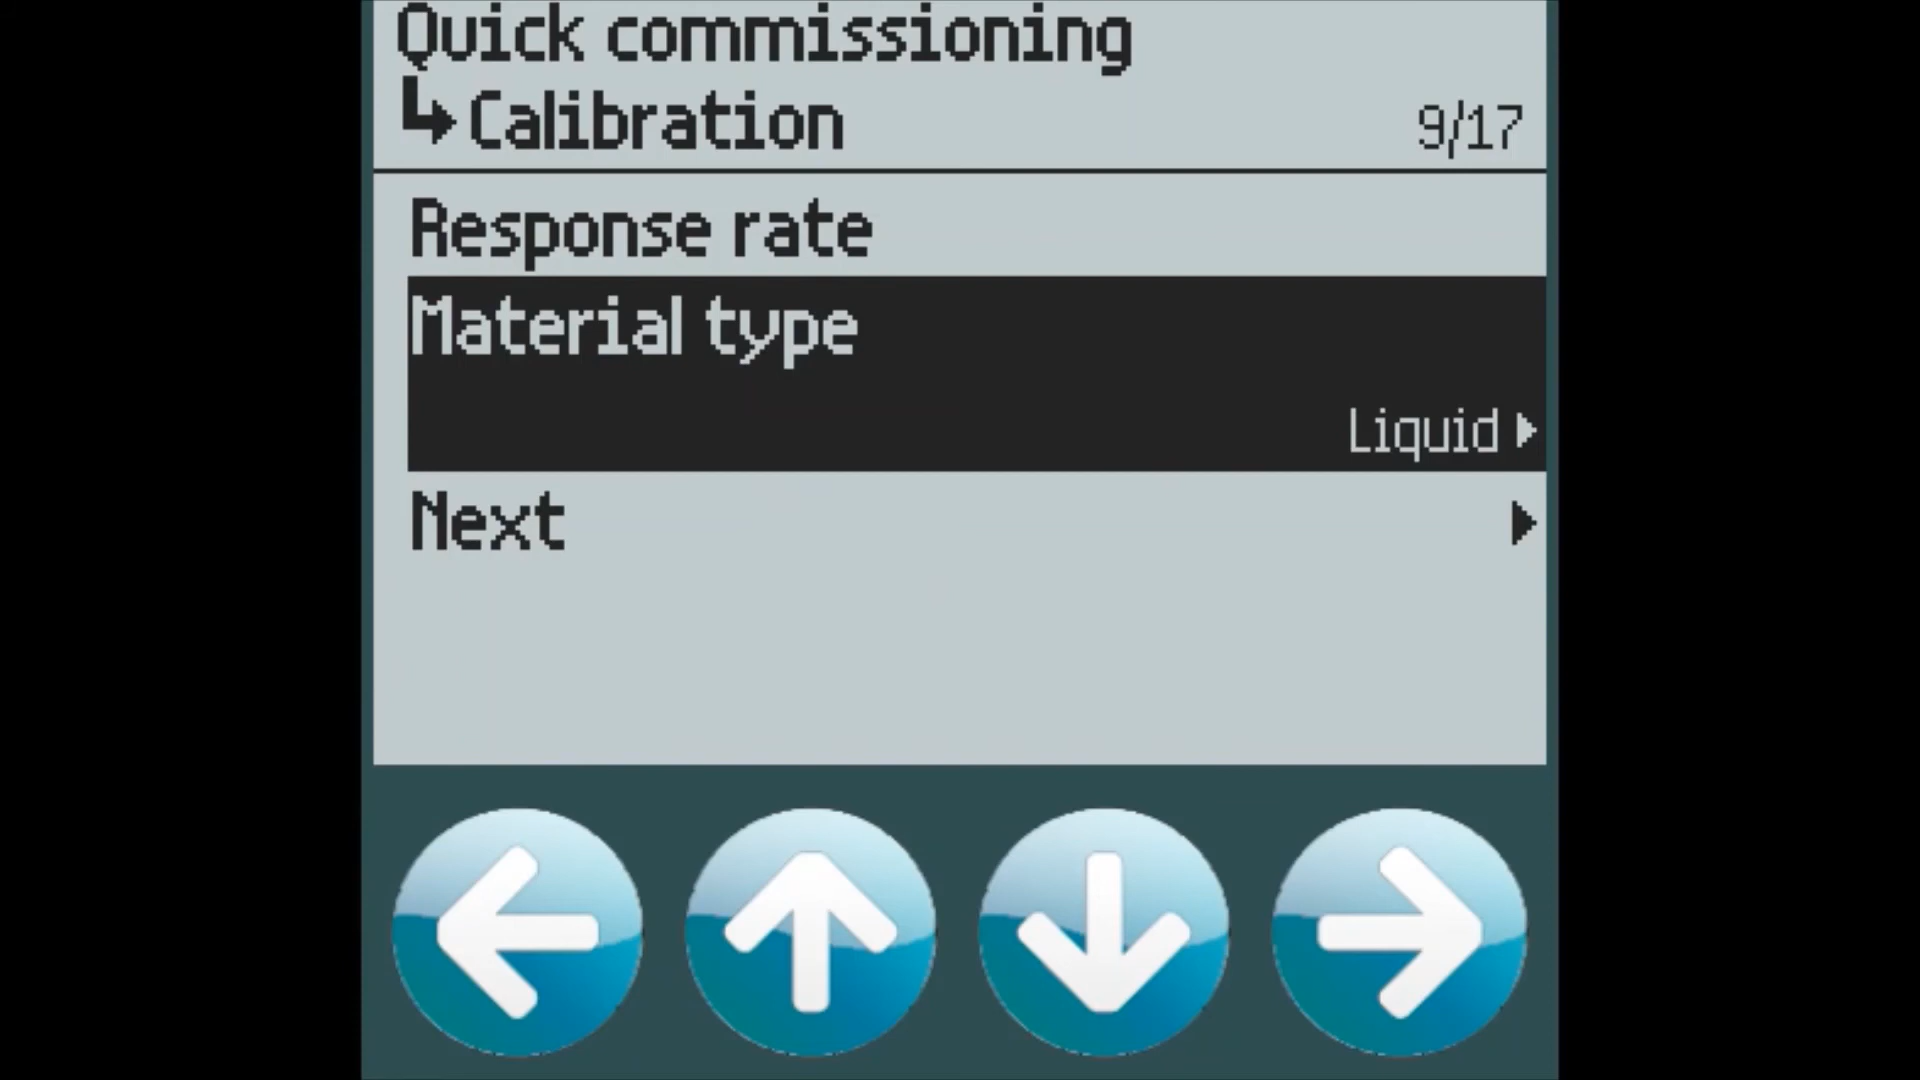 Quick commissioning
Calibration 9/17
Response rate
Material type
Liquid
Next